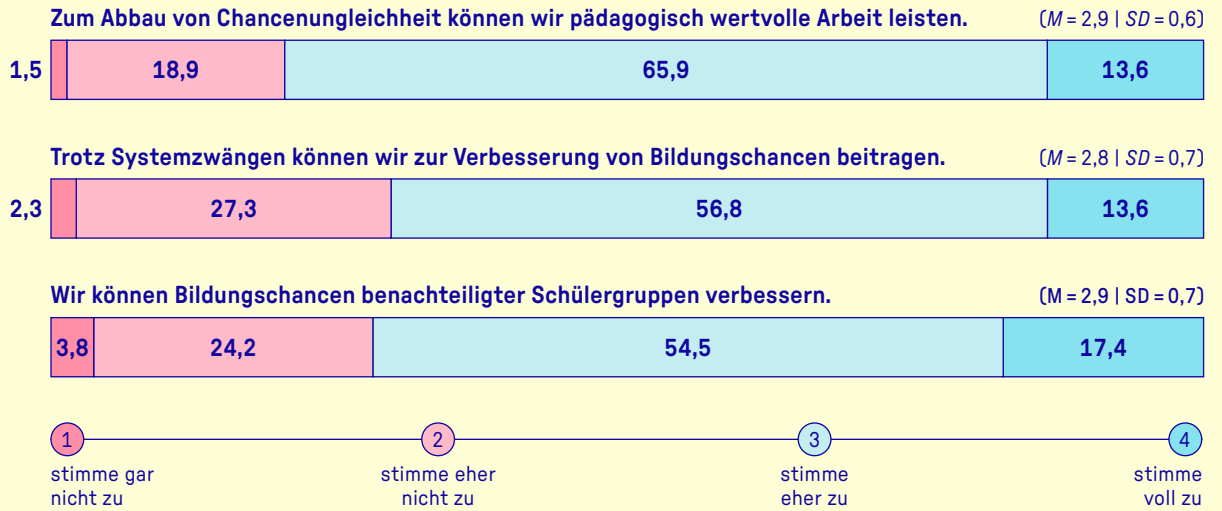 Zum Abbau von Chancenungleichheit können wir pädagogisch wertvolle Arbeit leisten. (M = 2,9 | SD = 0,6)
1,5 18,9 65,9 13,6
Trotz Systemzwängen können wir zur Verbesserung von Bildungschancen beitragen. (M = 2,8 | SD = 0,7)
2,3 27,3 56,8 13,6
Wir können Bildungschancen benachteiligter Schülergruppen verbessern. (M = 2,9 | SD = 0,7)
3,8 24,2 54,5 17,4
1 2 3 4
stimme gar stimme eher stimme stimme
nicht zu nicht zu eher zu voll zu